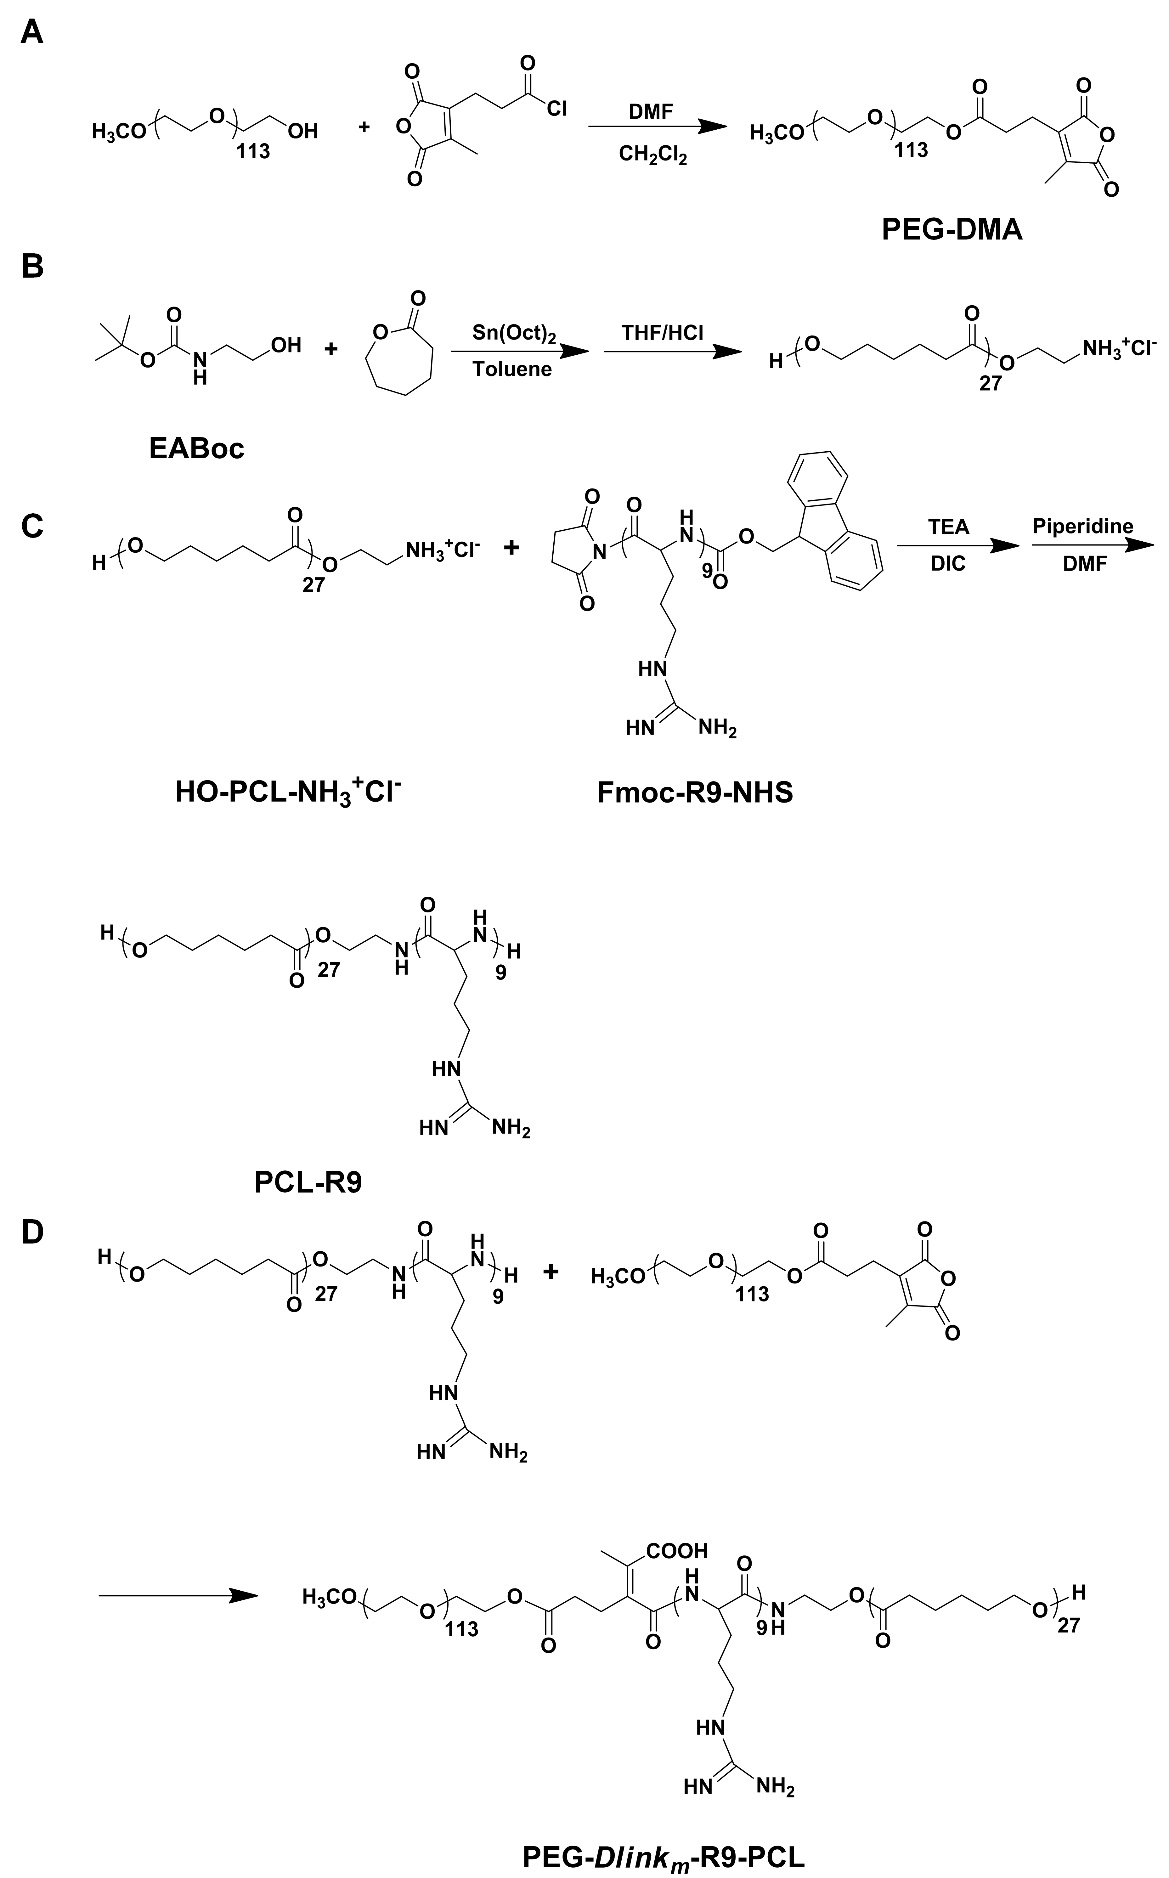 A
H₃CO ( O ) 113 OH + O O O O Cl DMF CH₂Cl₂ H₃CO ( O ) 113 O O O O O
PEG-DMA
B
O O N H OH + O O Sn(Oct)₂ Toluene THF/HCl H ( O O ) 27 O NH₃⁺Cl⁻
EABoc
C
H ( O O ) 27 O NH₃⁺Cl⁻ + O N O ( O H N ) 9 O O TEA DIC Piperidine DMF
HN
HN NH₂
HO-PCL-NH₃⁺Cl⁻ Fmoc-R9-NHS
H ( O O ) 27 O N H ( O H N ) 9 H
HN
HN NH₂
PCL-R9
D
H ( O O ) 27 O N H ( O H N ) 9 H + H₃CO ( O ) 113 O O O O O
HN
HN NH₂
COOH
H₃CO ( O ) 113 O O O ( H N O ) 9 N H O ( O O ) 27 H
HN
HN NH₂
PEG-Dlinkₘ-R9-PCL